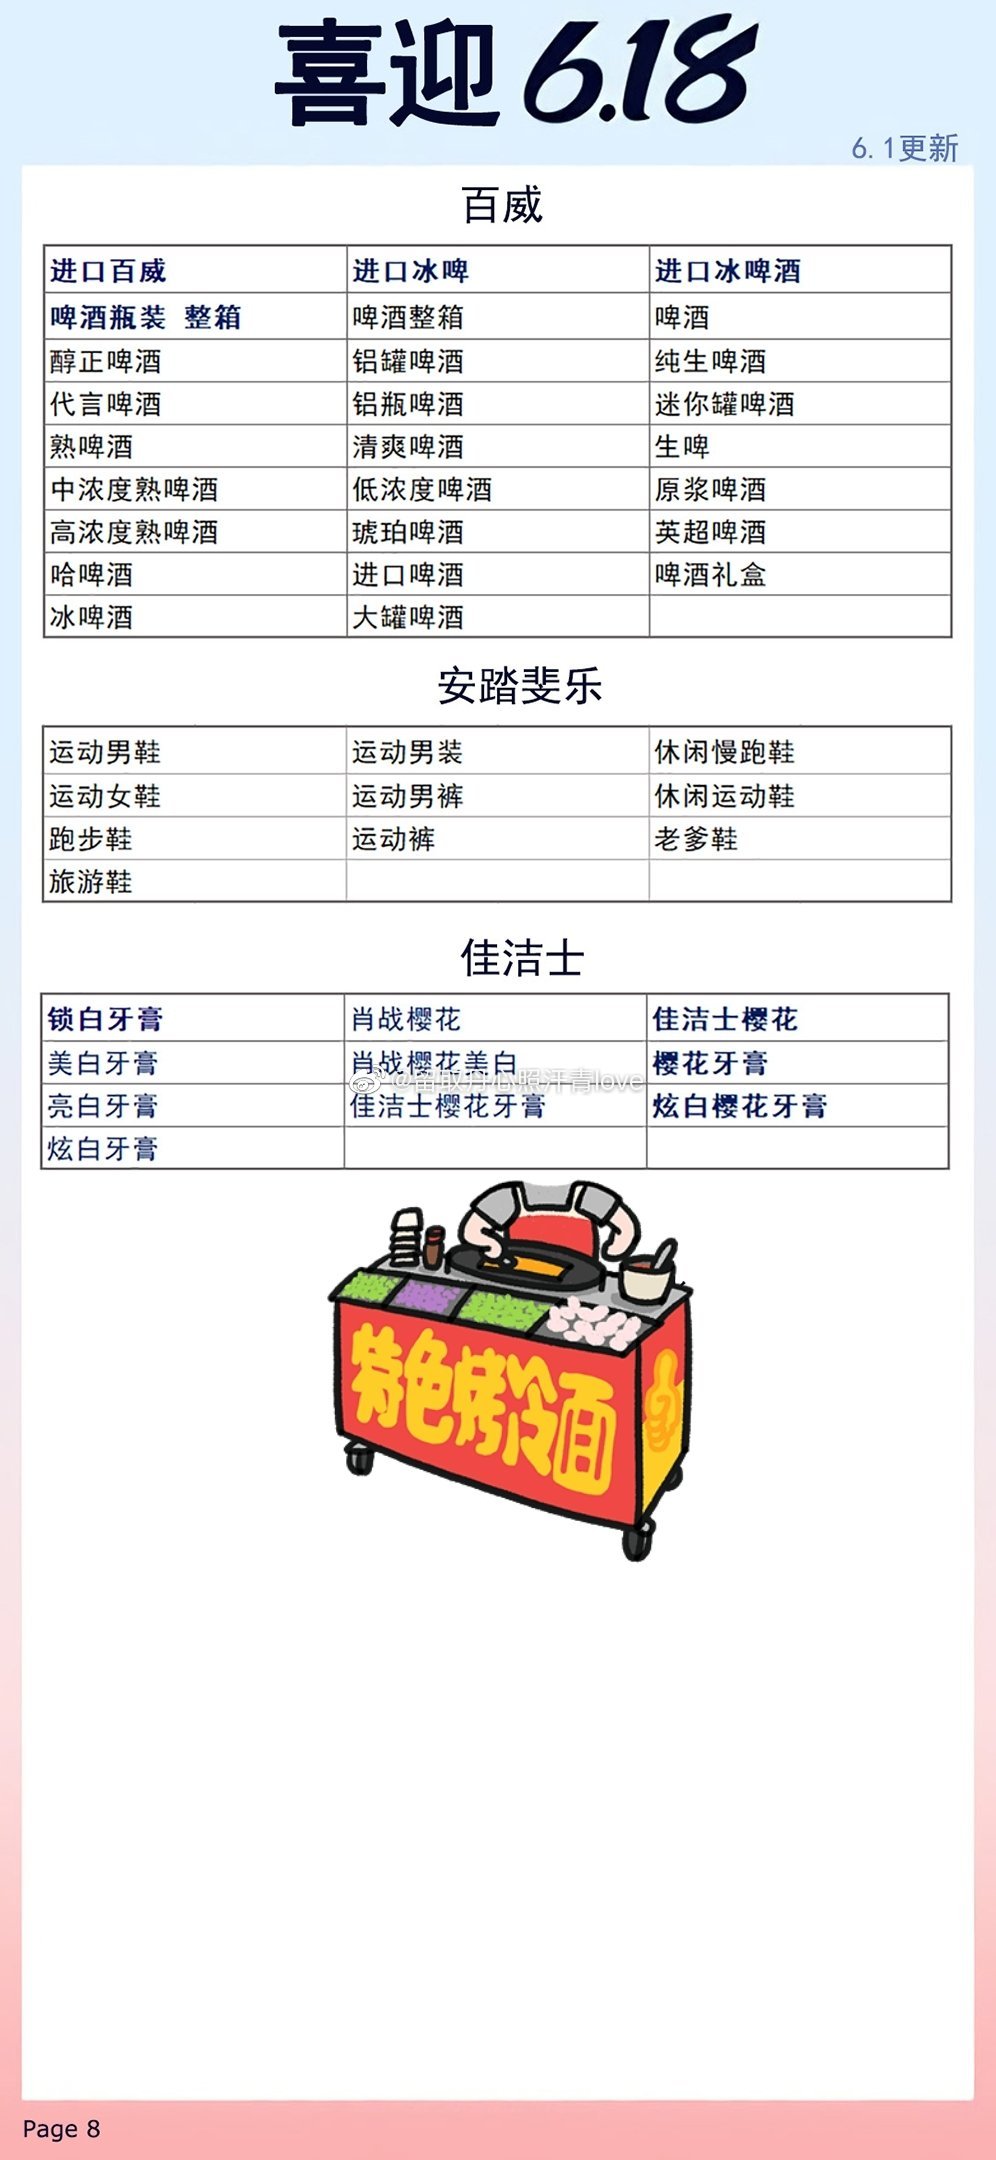 喜迎6.18
6.1更新
百威
进口百威 进口冰啤 进口冰啤酒
啤酒瓶装 整箱 啤酒整箱 啤酒
醇正啤酒 铝罐啤酒 纯生啤酒
代言啤酒 铝瓶啤酒 迷你罐啤酒
熟啤酒 清爽啤酒 生啤
中浓度熟啤酒 低浓度啤酒 原浆啤酒
高浓度熟啤酒 琥珀啤酒 英超啤酒
哈啤酒 进口啤酒 啤酒礼盒
冰啤酒 大罐啤酒
安踏斐乐
运动男鞋 运动男装 休闲慢跑鞋
运动女鞋 运动男裤 休闲运动鞋
跑步鞋 运动裤 老爹鞋
旅游鞋
佳洁士
锁白牙膏 肖战樱花 佳洁士樱花
美白牙膏 肖战樱花美白 樱花牙膏
@留取丹心照汗青love
亮白牙膏 佳洁士樱花牙膏 炫白樱花牙膏
炫白牙膏
特色烤冷面
Page 8